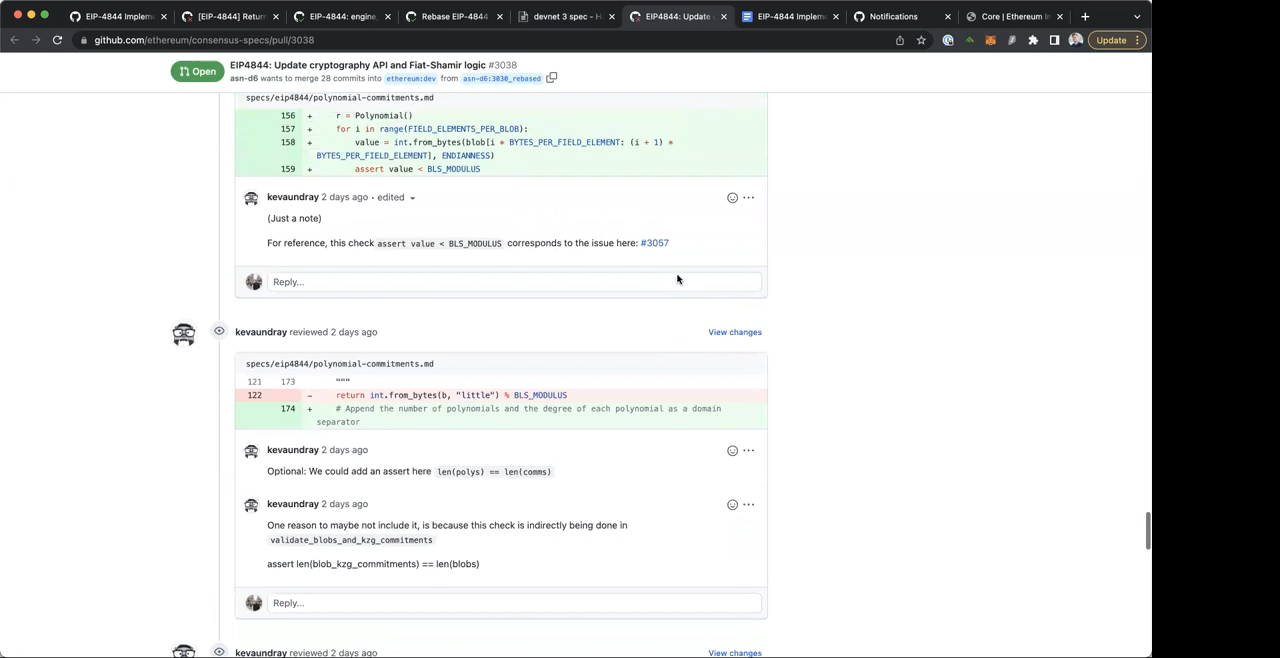 EIP-4844 Implem
[EIP-4844] Retur
EIP-4844: engine_
Rebase EIP-4844
devnet 3 spec - H
EIP4844: Update
EIP-4844 Implem
Notifications
Core | Ethereum I
github.com/ethereum/consensus-specs/pull/3038
Update
Open
EIP4844: Update cryptography API and Fiat-Shamir logic #3038
asn-d6 wants to merge 28 commits into ethereum:dev from asn-d6:3030_rebased
specs/eip4844/polynomial-commitments.md
156 + r = Polynomial()
157 + for i in range(FIELD_ELEMENTS_PER_BLOB):
158 + value = int.from_bytes(blob[i * BYTES_PER_FIELD_ELEMENT: (i + 1) *
BYTES_PER_FIELD_ELEMENT], ENDIANNESS)
159 + assert value < BLS_MODULUS
kevaundray 2 days ago • edited
(Just a note)
For reference, this check assert value < BLS_MODULUS corresponds to the issue here: #3057
Reply...
kevaundray reviewed 2 days ago
View changes
specs/eip4844/polynomial-commitments.md
121 173 """
122 - return int.from_bytes(b, "little") % BLS_MODULUS
174 + # Append the number of polynomials and the degree of each polynomial as a domain
separator
kevaundray 2 days ago
Optional: We could add an assert here len(polys) == len(comms)
kevaundray 2 days ago
One reason to maybe not include it, is because this check is indirectly being done in
validate_blobs_and_kzg_commitments
assert len(blob_kzg_commitments) == len(blobs)
Reply...
kevaundray reviewed 2 days ago
View changes